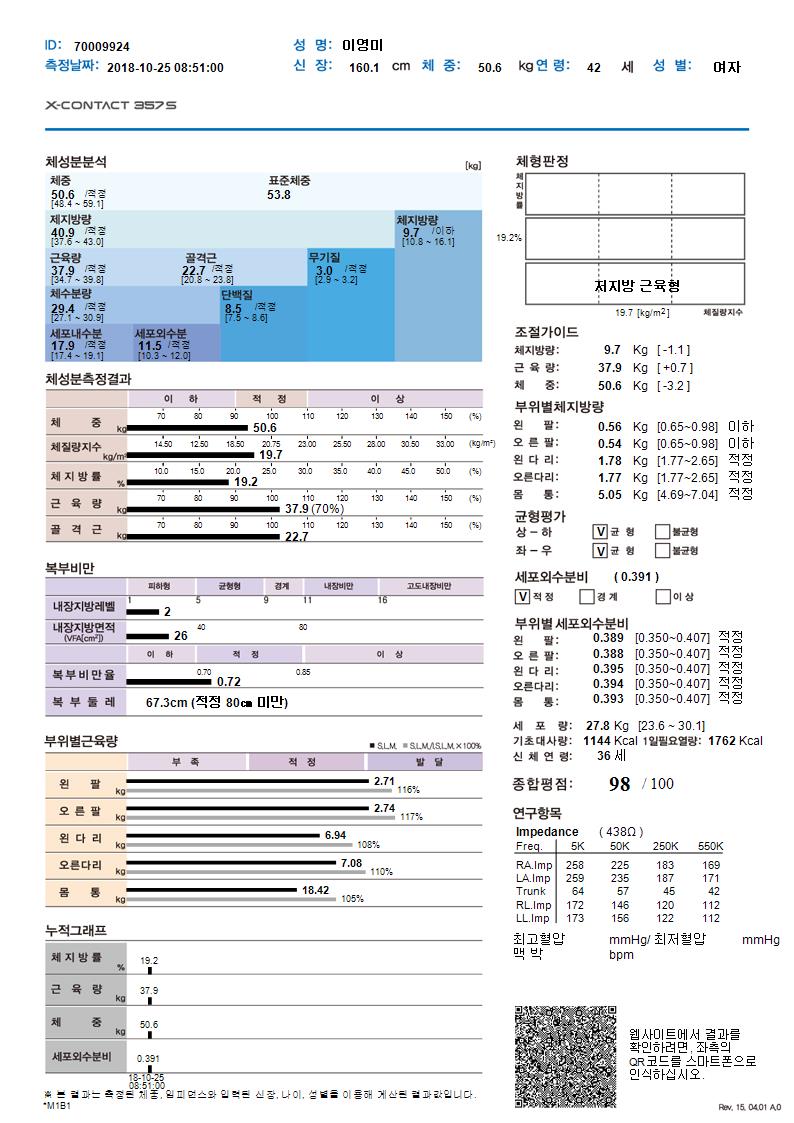 ID: 70009924 성 명: 이영미
측정날짜: 2018-10-25 08:51:00 신 장: 160.1 cm 체 중: 50.6 kg 연 령: 42 세 성 별: 여자
X-CONTACT 357S
체성분분석 [kg]
체중 표준체중
50.6 /적정 53.8
[48.4 ~ 59.1]
제지방량 체지방량
40.9 /적정 9.7 /이하
[37.6 ~ 43.0] [10.8 ~ 16.1]
근육량 골격근 무기질
37.9 /적정 22.7 /적정 3.0 /적정
[34.7 ~ 39.8] [20.8 ~ 23.8] [2.9 ~ 3.2]
체수분량 단백질
29.4 /적정 8.5 /적정
[27.1 ~ 30.9] [7.5 ~ 8.6]
세포내수분 세포외수분
17.9 /적정 11.5 /적정
[17.4 ~ 19.1] [10.3 ~ 12.0]
체성분측정결과
이 하 적 정 이 상
체 중 kg 70 80 90 100 110 120 130 140 150 (%)
50.6
체질량지수 kg/m² 14.50 12.50 18.50 20.75 23.00 25.50 28.00 30.50 33.00 (kg/m²)
19.7
체 지 방 률 % 10.0 15.0 20.0 25.0 30.0 35.0 40.0 45.0 50.0 (%)
19.2
근 육 량 kg 70 80 90 100 110 120 130 140 150 (%)
37.9 (70%)
골 격 근 kg 70 80 90 100 110 120 130 140 150 (%)
22.7
복부비만
피하형 균형형 경계 내장비만 고도내장비만
내장지방레벨 1 5 9 11 16
2
내장지방면적 (VFA[cm²]) 40 80
26
이 하 적 정 이 상
복부비만율 0.70 0.85
0.72
복 부 둘 레 67.3cm (적정 80㎝ 미만)
부위별근육량 ■ S.L.M. ■ S.L.M./I.S.L.M.×100%
부 족 적 정 발 달
왼 팔 kg 2.71
116%
오 른 팔 kg 2.74
117%
왼 다 리 kg 6.94
108%
오른다리 kg 7.08
110%
몸 통 kg 18.42
105%
누적그래프
체 지 방 률 % 19.2
근 육 량 kg 37.9
체 중 kg 50.6
세포외수분비 0.391
18-10-25
08:51:00
※ 본 결과는 측정된 체중, 임피던스와 입력된 신장, 나이, 성별을 이용해 계산된 결과값입니다.
*M1B1
체형판정
체지방률
19.2%
저지방 근육형
19.7 [kg/m²] 체질량지수
조절가이드
체지방량: 9.7 Kg [ -1.1 ]
근 육 량: 37.9 Kg [ +0.7 ]
체 중: 50.6 Kg [ -3.2 ]
부위별체지방량
왼 팔: 0.56 Kg [0.65~0.98] 이하
오 른 팔: 0.54 Kg [0.65~0.98] 이하
왼 다 리: 1.78 Kg [1.77~2.65] 적정
오른다리: 1.77 Kg [1.77~2.65] 적정
몸 통: 5.05 Kg [4.69~7.04] 적정
균형평가
상 – 하 V 균 형 불균형
좌 – 우 V 균 형 불균형
세포외수분비 ( 0.391 )
V 적 정 경 계 이 상
부위별 세포외수분비
왼 팔: 0.389 [0.350~0.407] 적정
오 른 팔: 0.388 [0.350~0.407] 적정
왼 다 리: 0.395 [0.350~0.407] 적정
오른다리: 0.394 [0.350~0.407] 적정
몸 통: 0.393 [0.350~0.407] 적정
세 포 량: 27.8 Kg [23.6 ~ 30.1]
기초대사량: 1144 Kcal 1일필요열량: 1762 Kcal
신 체 연 령: 36 세
종합평점: 98 / 100
연구항목
Impedance ( 438Ω )
Freq. 5K 50K 250K 550K
RA.Imp 258 225 183 169
LA.Imp 259 235 187 171
Trunk 64 57 45 42
RL.Imp 172 146 120 112
LL.Imp 173 156 122 112
최고혈압 mmHg/ 최저혈압 mmHg
맥 박 bpm
웹사이트에서 결과를
확인하려면, 좌측의
QR코드를 스마트폰으로
인식하십시오.
Rev. 15. 04.01 A.0